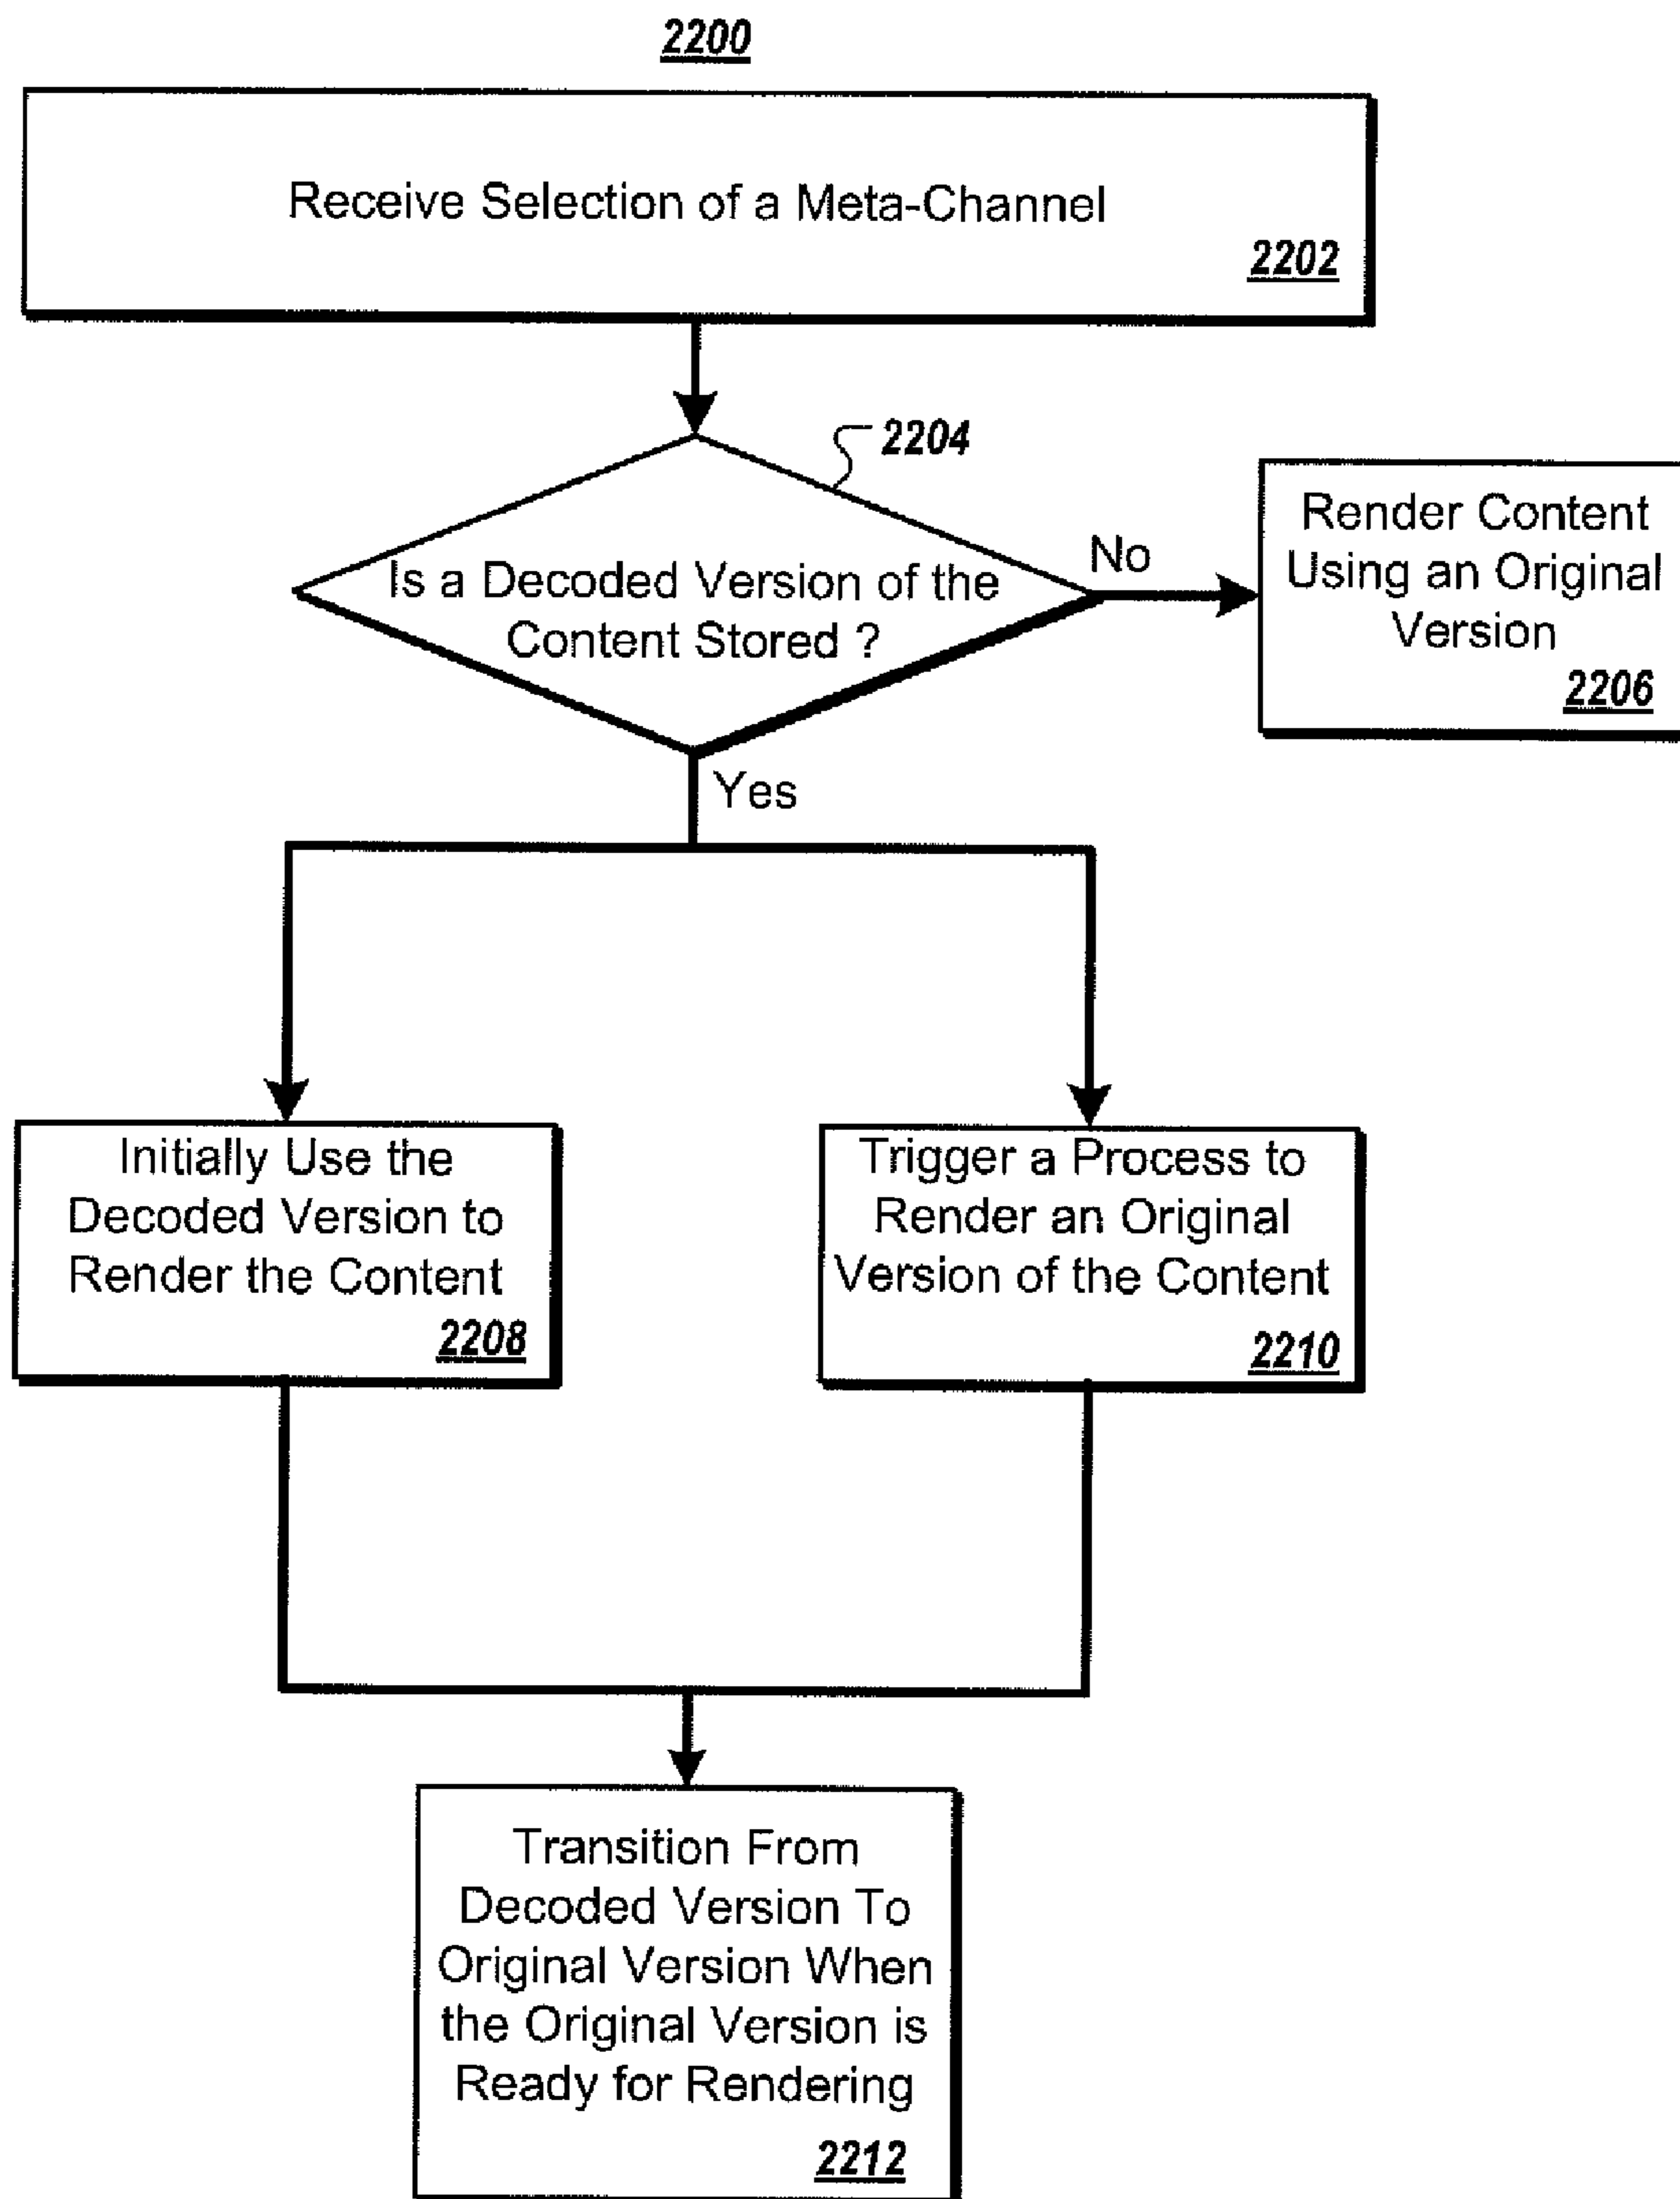 2200
Receive Selection of a Meta-Channel
2202
2204
Is a Decoded Version of the
Content Stored ?
No
Render Content
Using an Original
Version
2206
Yes
Initially Use the
Decoded Version to
Render the Content
2208
Trigger a Process to
Render an Original
Version of the Content
2210
Transition From
Decoded Version To
Original Version When
the Original Version is
Ready for Rendering
2212